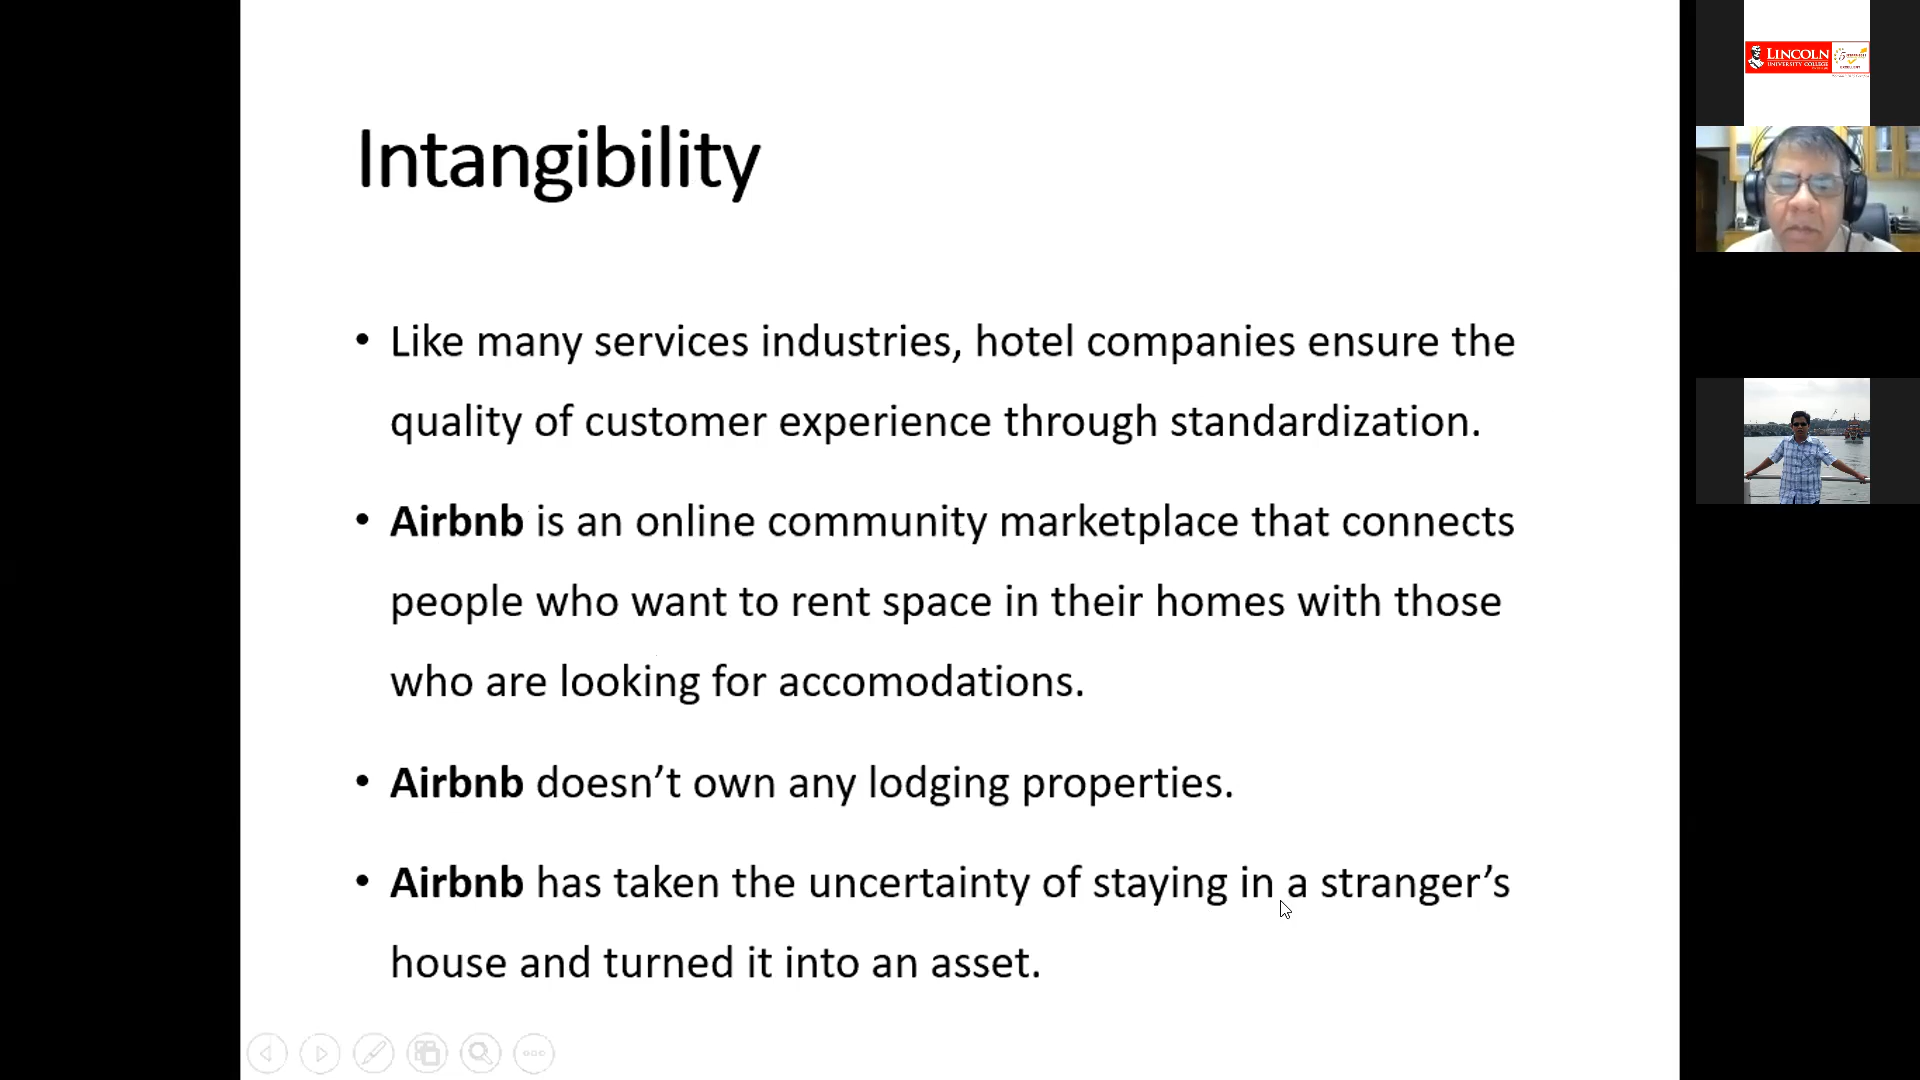 Intangibility
• Like many services industries, hotel companies ensure the
quality of customer experience through standardization.
• Airbnb is an online community marketplace that connects
people who want to rent space in their homes with those
who are looking for accomodations.
• Airbnb doesn’t own any lodging properties.
• Airbnb has taken the uncertainty of staying in a stranger’s
house and turned it into an asset.
LINCOLN
UNIVERSITY COLLEGE